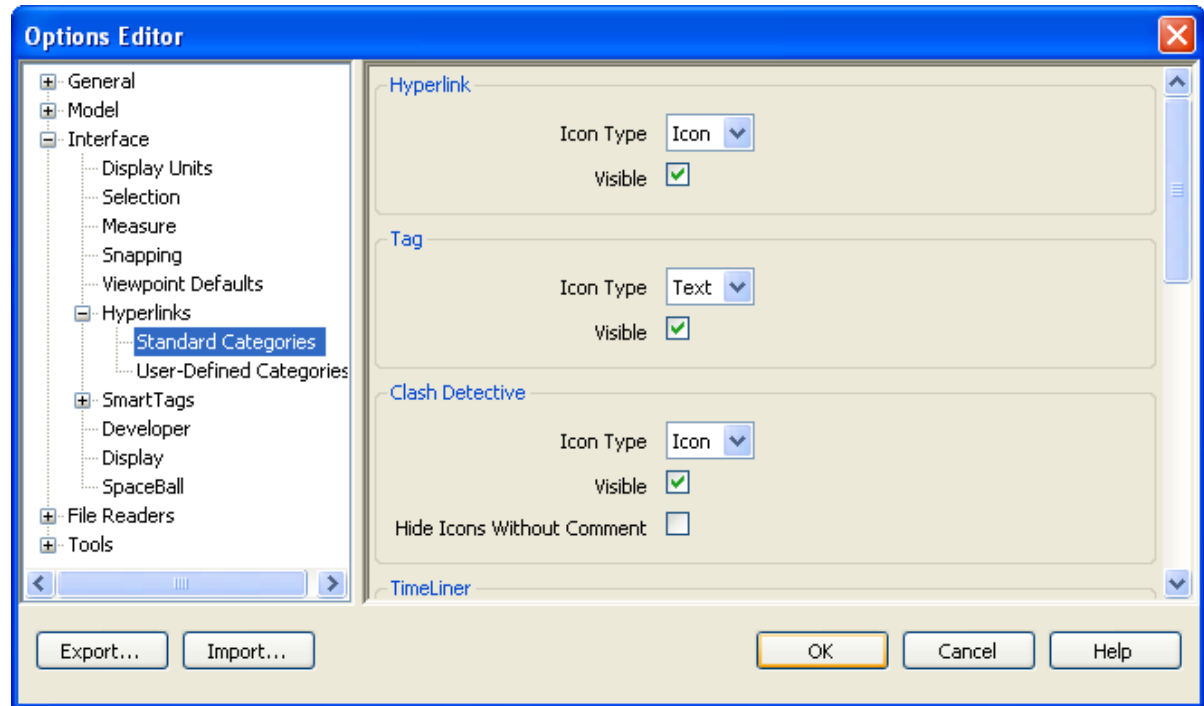 Options Editor
General
Model
Interface
Display Units
Selection
Measure
Snapping
Viewpoint Defaults
Hyperlinks
Standard Categories
User-Defined Categories
SmartTags
Developer
Display
SpaceBall
File Readers
Tools
Hyperlink
Icon Type Icon
Visible
Tag
Icon Type Text
Visible
Clash Detective
Icon Type Icon
Visible
Hide Icons Without Comment
TimeLiner
Export... Import... OK Cancel Help